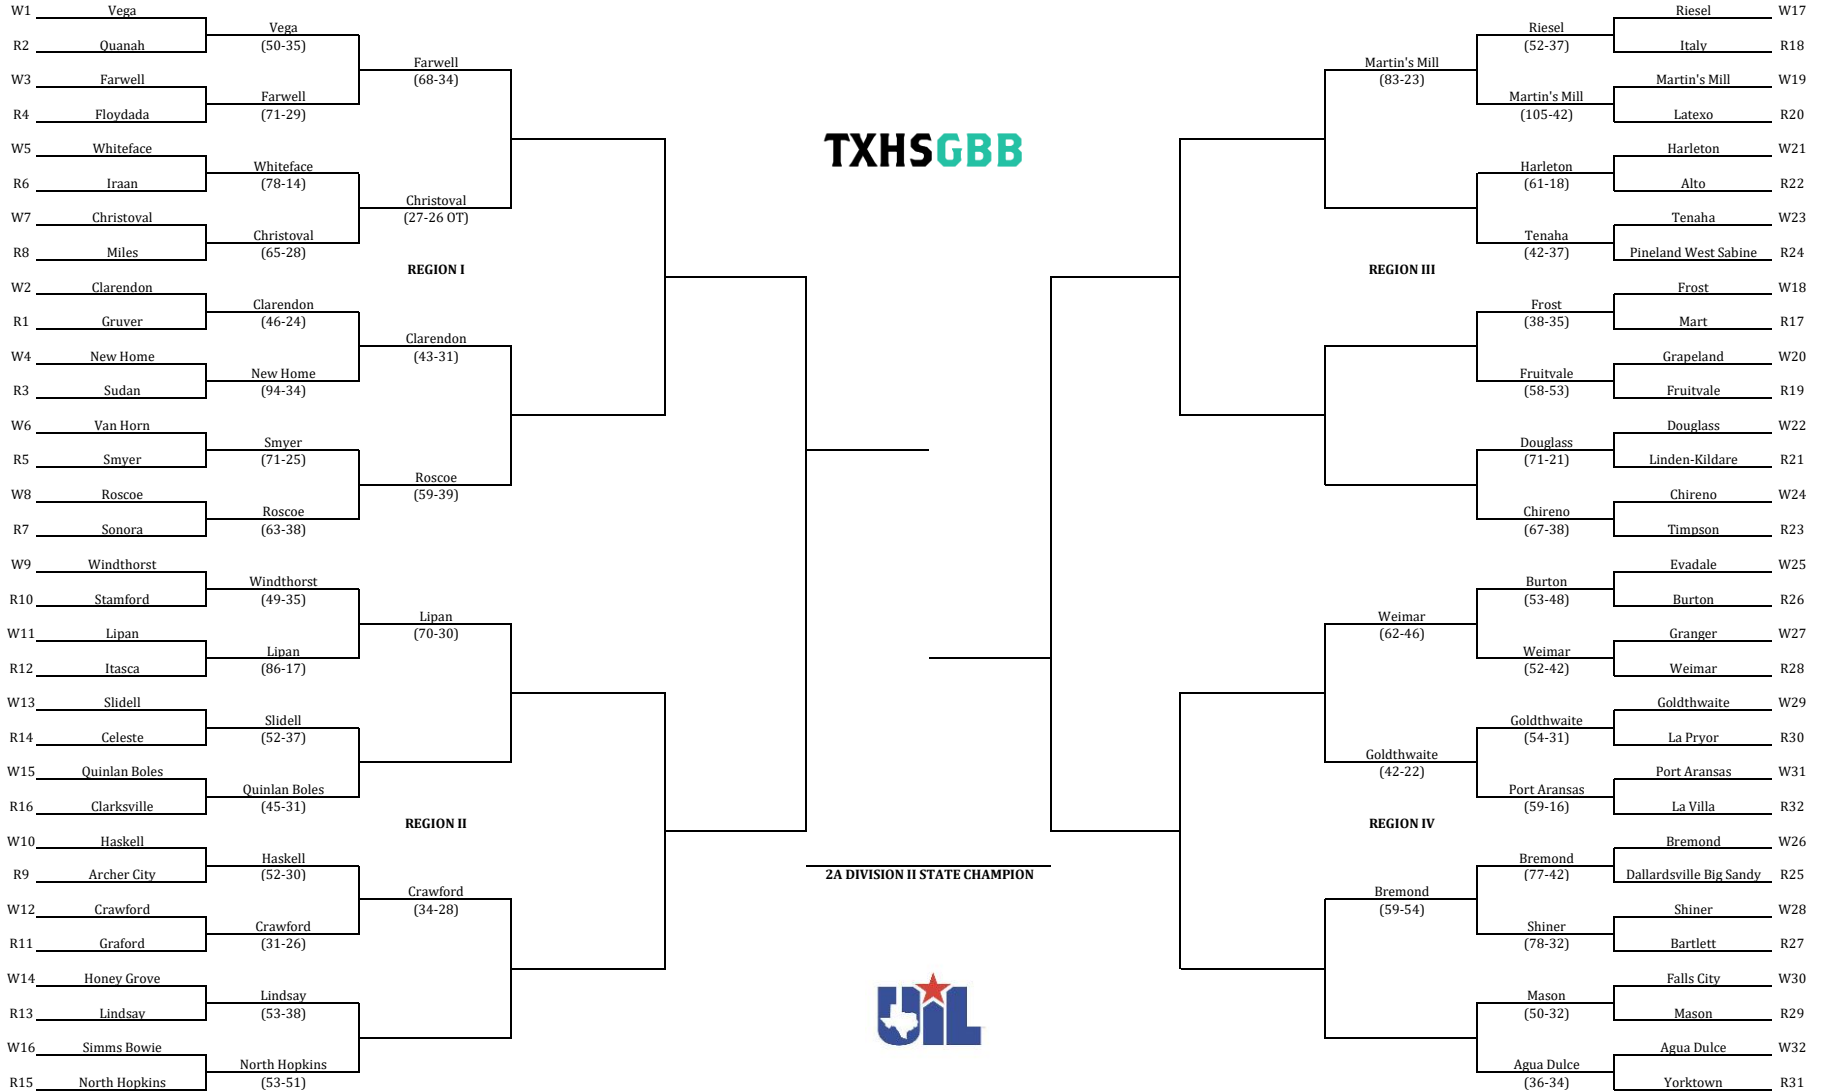 W1 Vega
Vega
R2 Quanah
(50-35)
Farwell
(68-34)
W3 Farwell
Farwell
R4 Floydada
(71-29)
W5 Whiteface
Whiteface
R6 Iraan
(78-14)
Christoval
(27-26 OT)
W7 Christoval
Christoval
R8 Miles
(65-28)
REGION I
W2 Clarendon
Clarendon
R1 Gruver
(46-24)
Clarendon
(43-31)
W4 New Home
New Home
R3 Sudan
(94-34)
W6 Van Horn
Smyer
R5 Smyer
(71-25)
Roscoe
(59-39)
W8 Roscoe
Roscoe
R7 Sonora
(63-38)
W9 Windthorst
Windthorst
R10 Stamford
(49-35)
Lipan
(70-30)
W11 Lipan
Lipan
R12 Itasca
(86-17)
W13 Slidell
Slidell
R14 Celeste
(52-37)
W15 Quinlan Boles
Quinlan Boles
R16 Clarksville
(45-31)
REGION II
W10 Haskell
Haskell
R9 Archer City
(52-30)
Crawford
(34-28)
W12 Crawford
Crawford
R11 Graford
(31-26)
W14 Honey Grove
Lindsay
R13 Lindsay
(53-38)
W16 Simms Bowie
North Hopkins
R15 North Hopkins
(53-51)
TXHSGBB
2A DIVISION II STATE CHAMPION
UIL
Riesel W17
Riesel
Italy R18
(52-37)
Martin's Mill
(83-23)
Martin's Mill W19
Martin's Mill
Latexo R20
(105-42)
Harleton W21
Harleton
Alto R22
(61-18)
Tenaha W23
Tenaha
Pineland West Sabine R24
(42-37)
REGION III
Frost W18
Frost
Mart R17
(38-35)
Grapeland W20
Fruitvale
Fruitvale R19
(58-53)
Douglass W22
Douglass
Linden-Kildare R21
(71-21)
Chireno W24
Chireno
Timpson R23
(67-38)
Evadale W25
Burton
Burton R26
(53-48)
Weimar
(62-46)
Granger W27
Weimar
Weimar R28
(52-42)
Goldthwaite W29
Goldthwaite
La Pryor R30
(54-31)
Goldthwaite
(42-22)
Port Aransas W31
Port Aransas
La Villa R32
(59-16)
REGION IV
Bremond W26
Bremond
Dallardsville Big Sandy R25
(77-42)
Bremond
(59-54)
Shiner W28
Shiner
Bartlett R27
(78-32)
Falls City W30
Mason
Mason R29
(50-32)
Agua Dulce W32
Agua Dulce
Yorktown R31
(36-34)